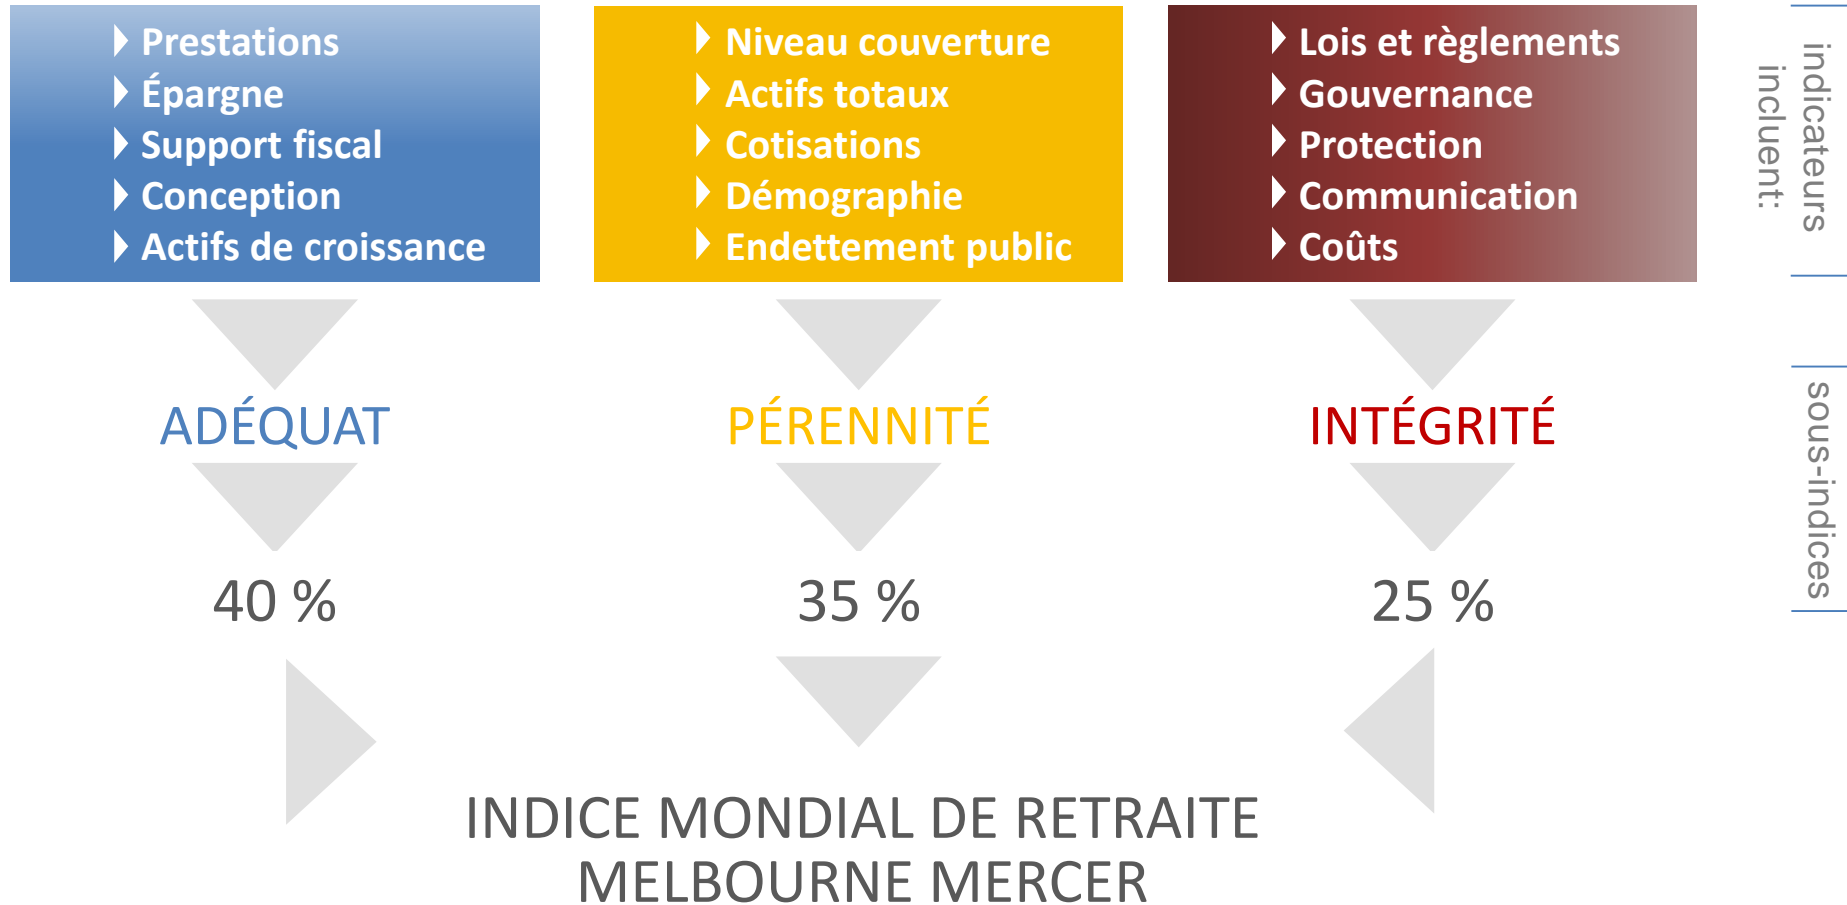 Prestations
Épargne
Support fiscal
Conception
Actifs de croissance
Niveau couverture
Actifs totaux
Cotisations
Démographie
Endettement public
Lois et règlements
Gouvernance
Protection
Communication
Coûts
indicateurs
incluent:
ADÉQUAT
PÉRENNITÉ
INTÉGRITÉ
sous-indices
40 %
35 %
25 %
INDICE MONDIAL DE RETRAITE
MELBOURNE MERCER